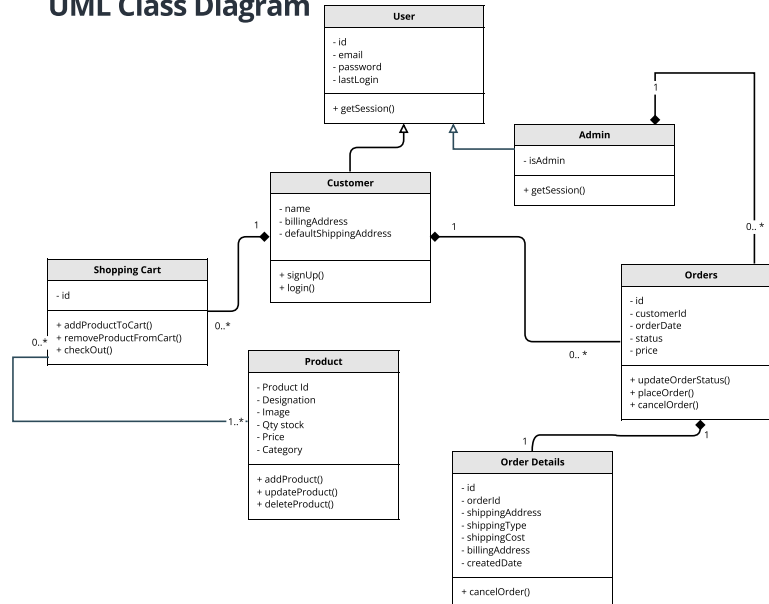 UML Class Diagram
User
- id
- email
- password
- lastLogin
+ getSession()
1
Admin
- isAdmin
+ getSession()
Customer
- name
- billingAddress
- defaultShippingAddress
+ signUp()
+ login()
1
1
0.. *
Shopping Cart
- id
+ addProductToCart()
+ removeProductFromCart()
+ checkOut()
0..*
0..*
Orders
- id
- customerId
- orderDate
- status
- price
+ updateOrderStatus()
+ placeOrder()
+ cancelOrder()
0.. *
Product
- Product Id
- Designation
- Image
- Qty stock
- Price
- Category
+ addProduct()
+ updateProduct()
+ deleteProduct()
1..*
1
1
Order Details
- id
- orderId
- shippingAddress
- shippingType
- shippingCost
- billingAddress
- createdDate
+ cancelOrder()